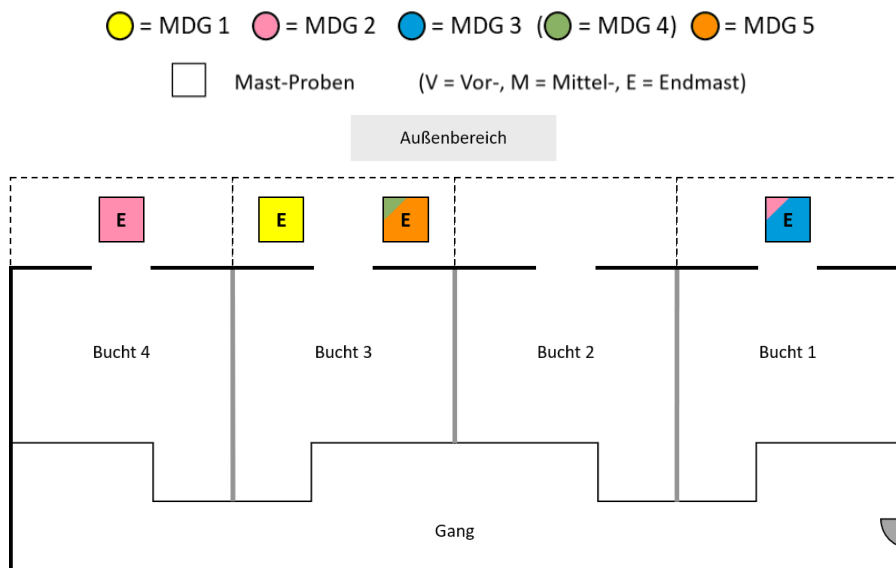 = MDG 1 = MDG 2 = MDG 3 ( = MDG 4) = MDG 5
Mast-Proben (V = Vor-, M = Mittel-, E = Endmast)
Außenbereich
E E E E
Bucht 4 Bucht 3 Bucht 2 Bucht 1
Gang